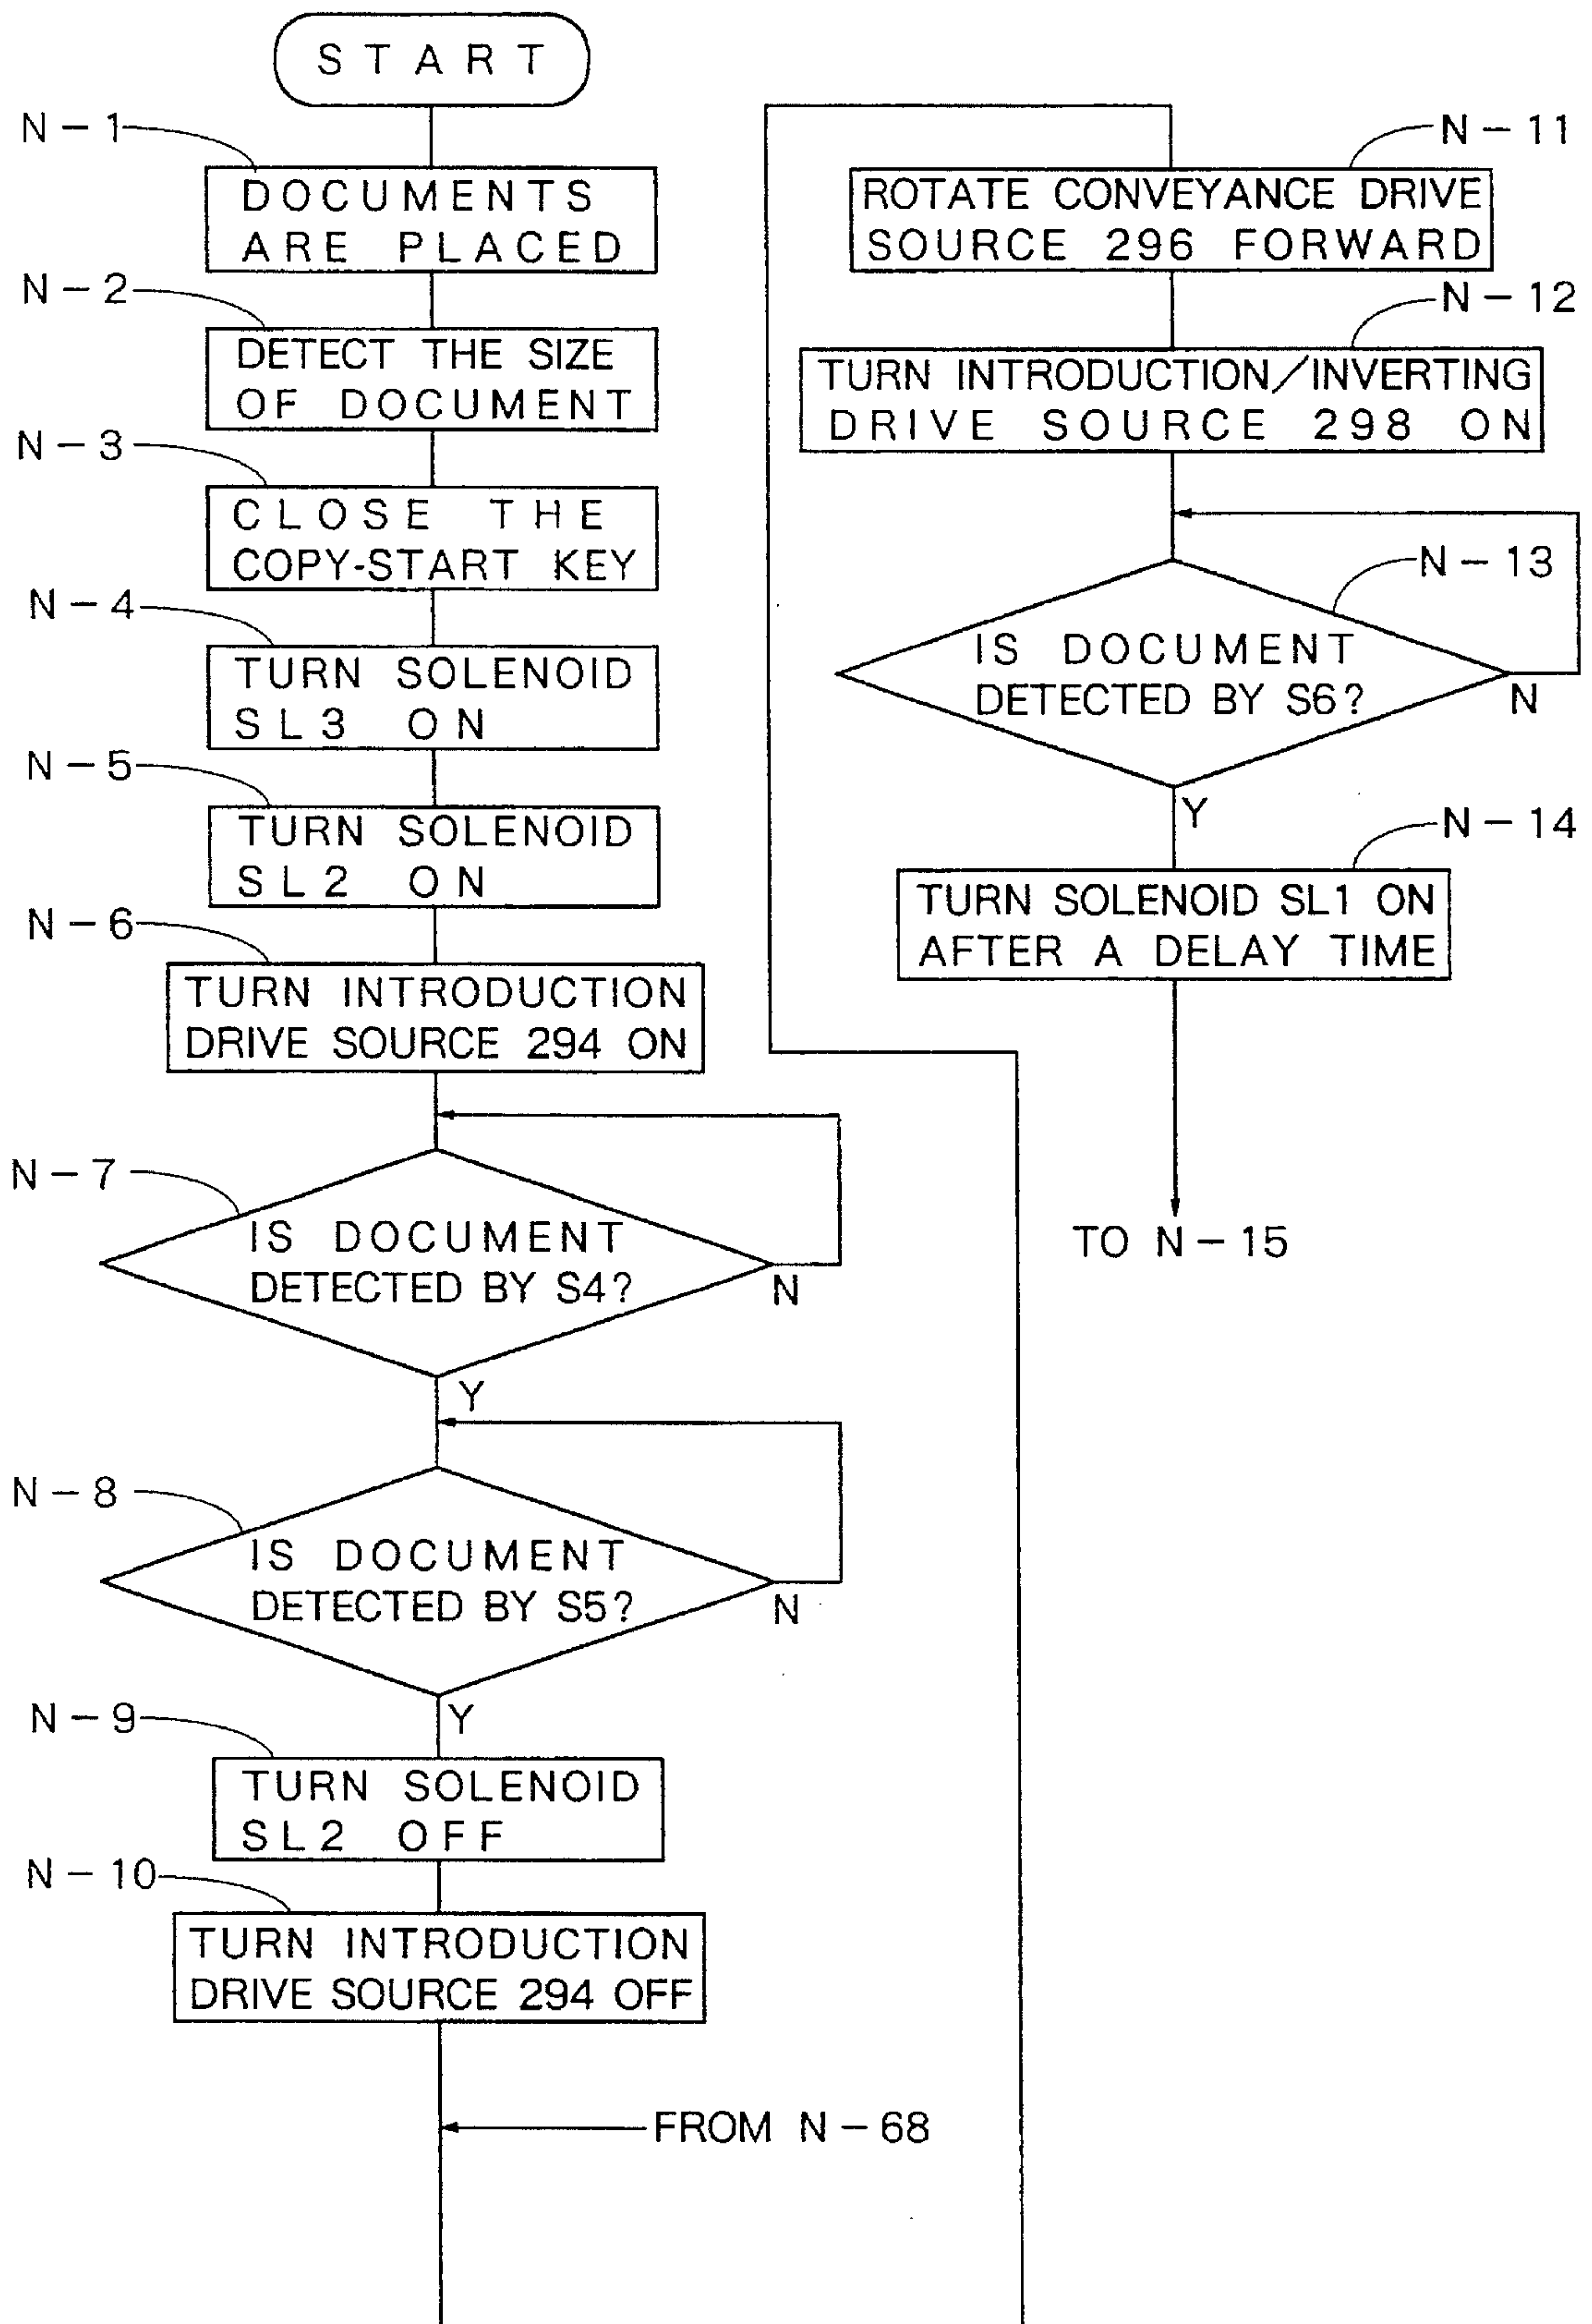 START
N-1
DOCUMENTS
ARE PLACED
N-2
DETECT THE SIZE
OF DOCUMENT
N-3
CLOSE THE
COPY-START KEY
N-4
TURN SOLENOID
SL3 ON
N-5
TURN SOLENOID
SL2 ON
N-6
TURN INTRODUCTION
DRIVE SOURCE 294 ON
N-7
IS DOCUMENT
DETECTED BY S4?
N
Y
N-8
IS DOCUMENT
DETECTED BY S5?
N
Y
N-9
TURN SOLENOID
SL2 OFF
N-10
TURN INTRODUCTION
DRIVE SOURCE 294 OFF
FROM N-68
N-11
ROTATE CONVEYANCE DRIVE
SOURCE 296 FORWARD
N-12
TURN INTRODUCTION/INVERTING
DRIVE SOURCE 298 ON
N-13
IS DOCUMENT
DETECTED BY S6?
N
Y
N-14
TURN SOLENOID SL1 ON
AFTER A DELAY TIME
TO N-15